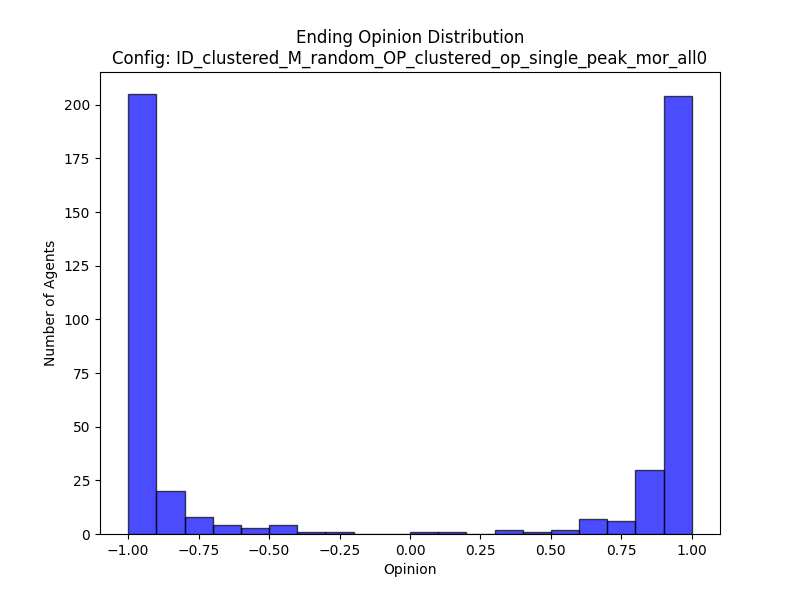 Ending Opinion Distribution
Config: ID_clustered_M_random_OP_clustered_op_single_peak_mor_all0
Number of Agents
200
175
150
125
100
75
50
25
0
−1.00 −0.75 −0.50 −0.25 0.00 0.25 0.50 0.75 1.00
Opinion